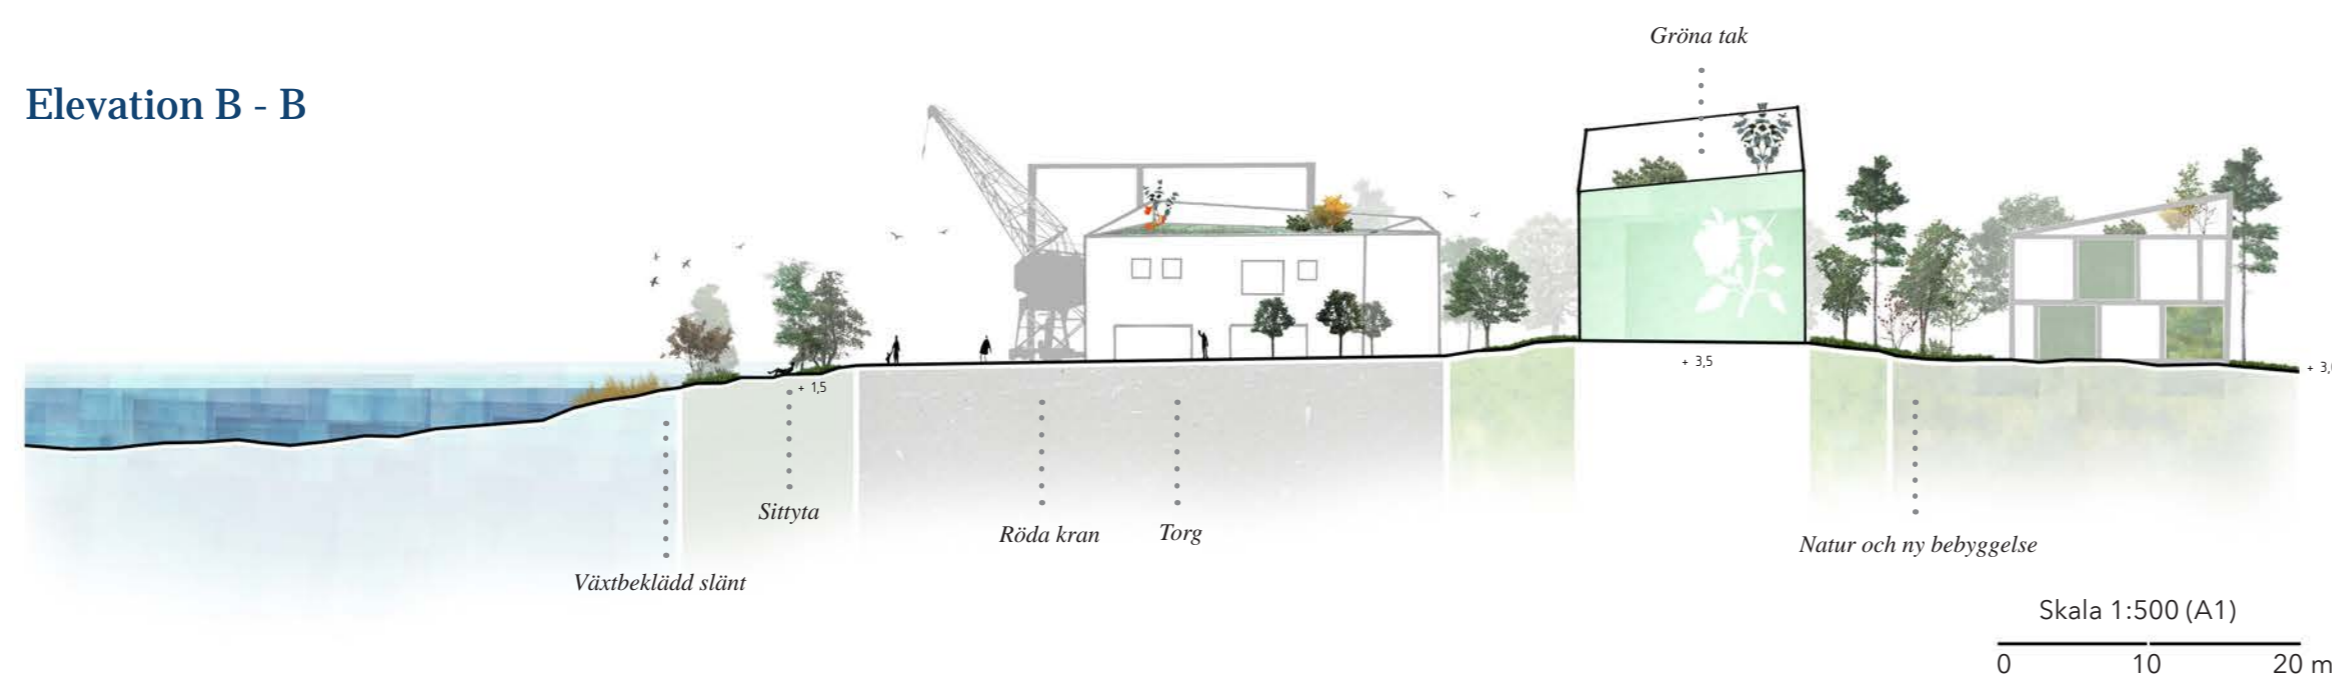 Gröna tak
Elevation B - B
+ 3,5
+ 3,
+ 1,5
Sittyta
Röda kran
Torg
Natur och ny bebyggelse
Växtbeklädd slänt
Skala 1:500 (A1)
0 10 20 m